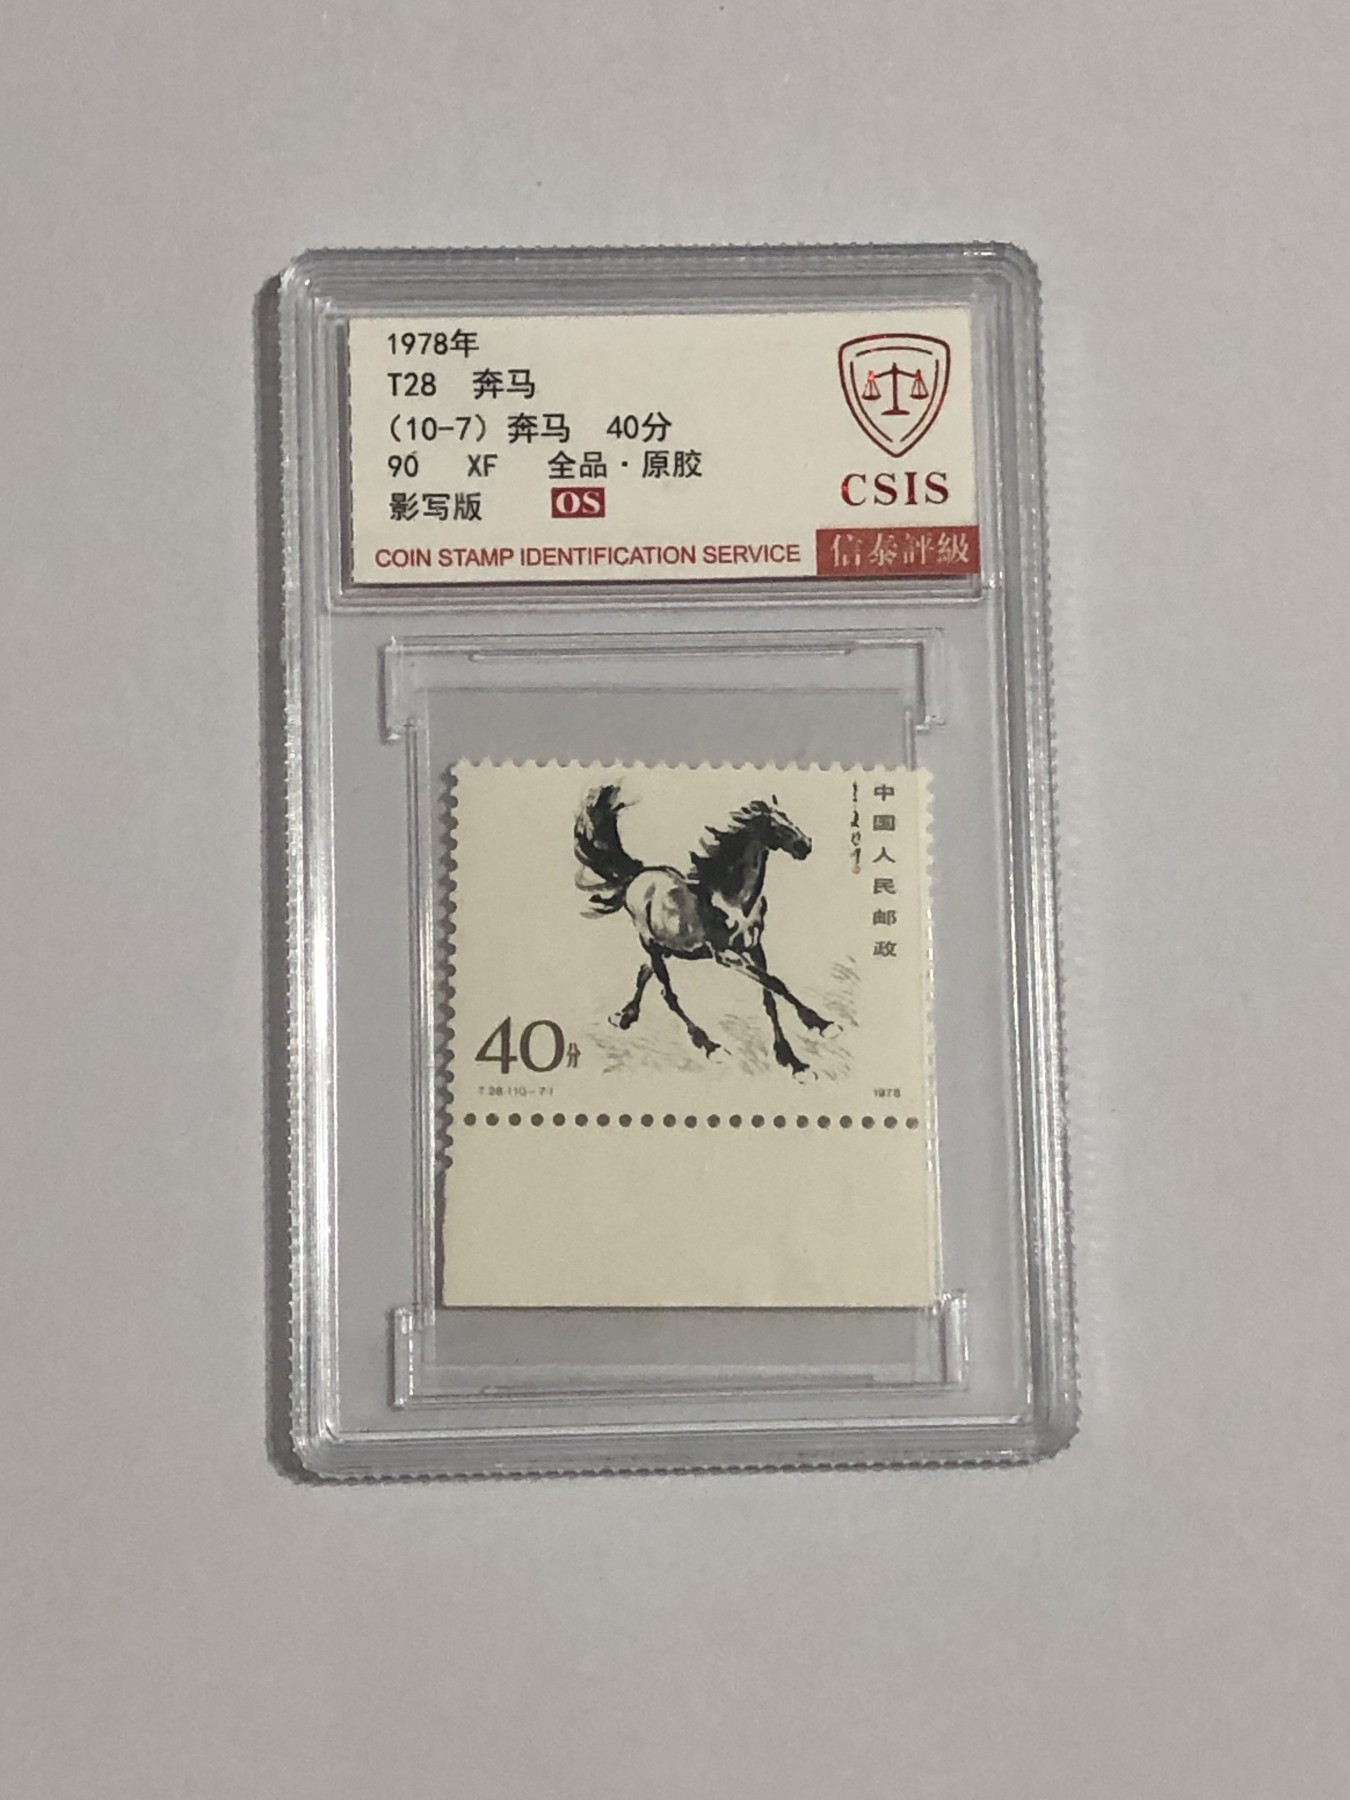 1978年
T28 奔马
(10-7) 奔马 40分
90 XF 全品·原胶
影写版 OS
COIN STAMP IDENTIFICATION SERVICE
CSIS
信泰評級
中国人民邮政
40分
T.28.(10-7)
1978